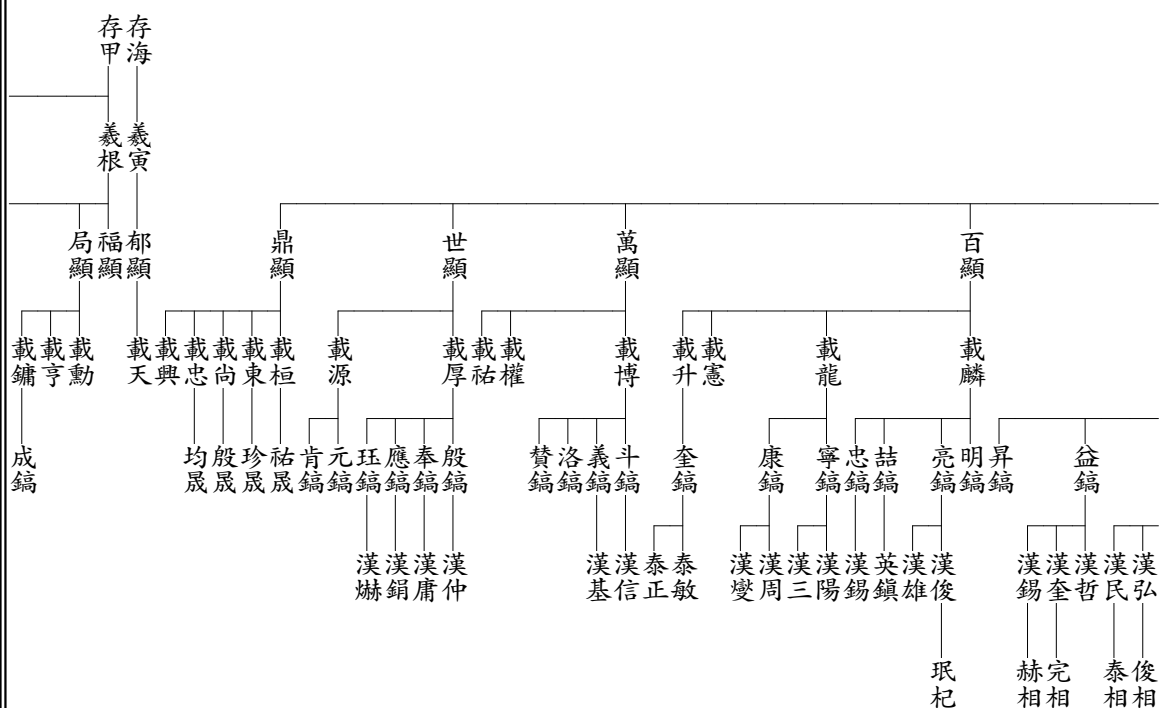 存海
存甲
羲寅
羲根
百顯
萬顯
世顯
鼎顯
郁顯
福顯
局顯
載麟
載龍
載憲
載升
載博
載權
載祐
載厚
載源
載桓
載東
載尚
載忠
載興
載天
載勳
載亨
載鏞
益鎬
昇鎬
明鎬
亮鎬
喆鎬
忠鎬
寧鎬
康鎬
奎鎬
斗鎬
義鎬
洛鎬
贊鎬
殷鎬
奉鎬
應鎬
珏鎬
元鎬
肯鎬
祐晟
珍晟
殷晟
均晟
成鎬
漢弘
漢民
漢哲
漢奎
漢錫
漢俊
漢雄
英鎭
漢錫
漢陽
漢三
漢周
漢燮
泰敏
泰正
漢信
漢基
漢仲
漢庸
漢絹
漢爀
俊相
泰相
完相
赫相
珉杞